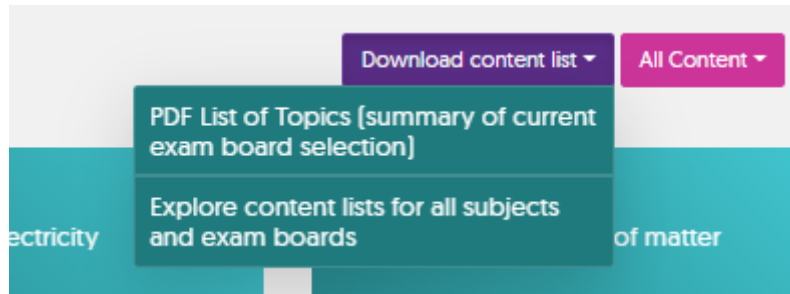 Download content list
All Content
PDF List of Topics (summary of current
exam board selection)
Explore content lists for all subjects
and exam boards
ectricity
of matter